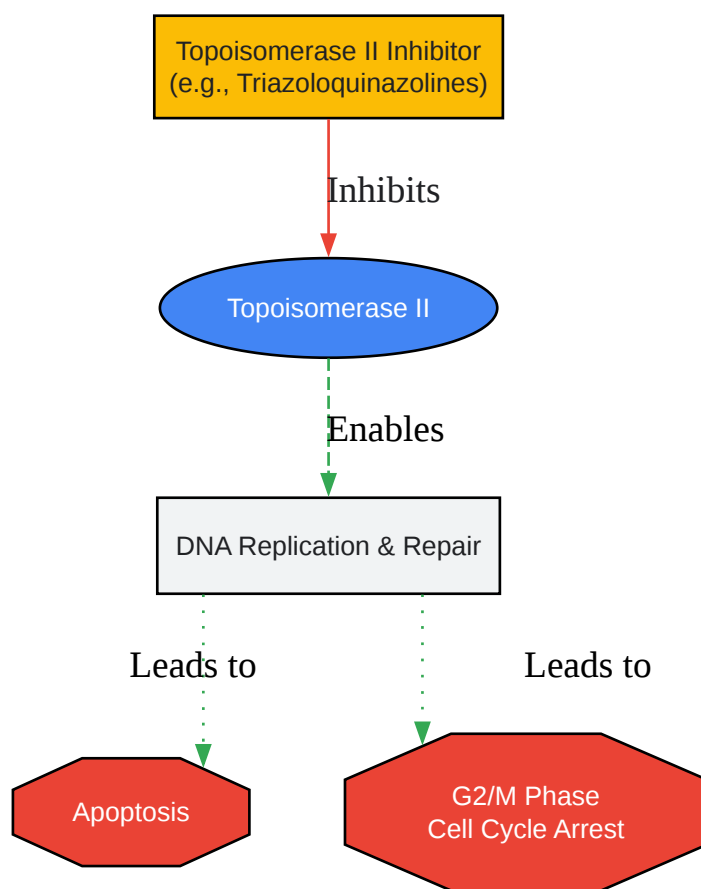 Topoisomerase II Inhibitor
(e.g., Triazoloquinazolines)
Inhibits
Topoisomerase II
Enables
DNA Replication & Repair
Leads to
Leads to
Apoptosis
G2/M Phase
Cell Cycle Arrest